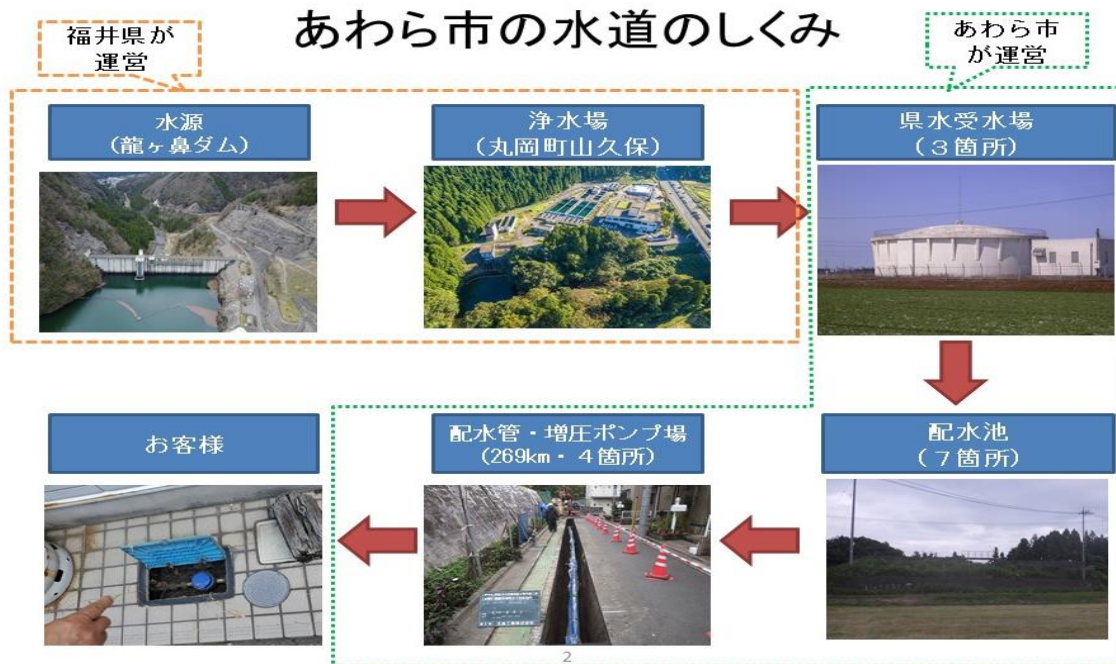 あわら市の水道のしくみ
福井県が
運営
あわら市
が運営
水源
(龍ヶ鼻ダム)
浄水場
(丸岡町山久保)
県水受水場
(3箇所)
お客様
配水管・増圧ポンプ場
(269km・4箇所)
配水池
(7箇所)
2